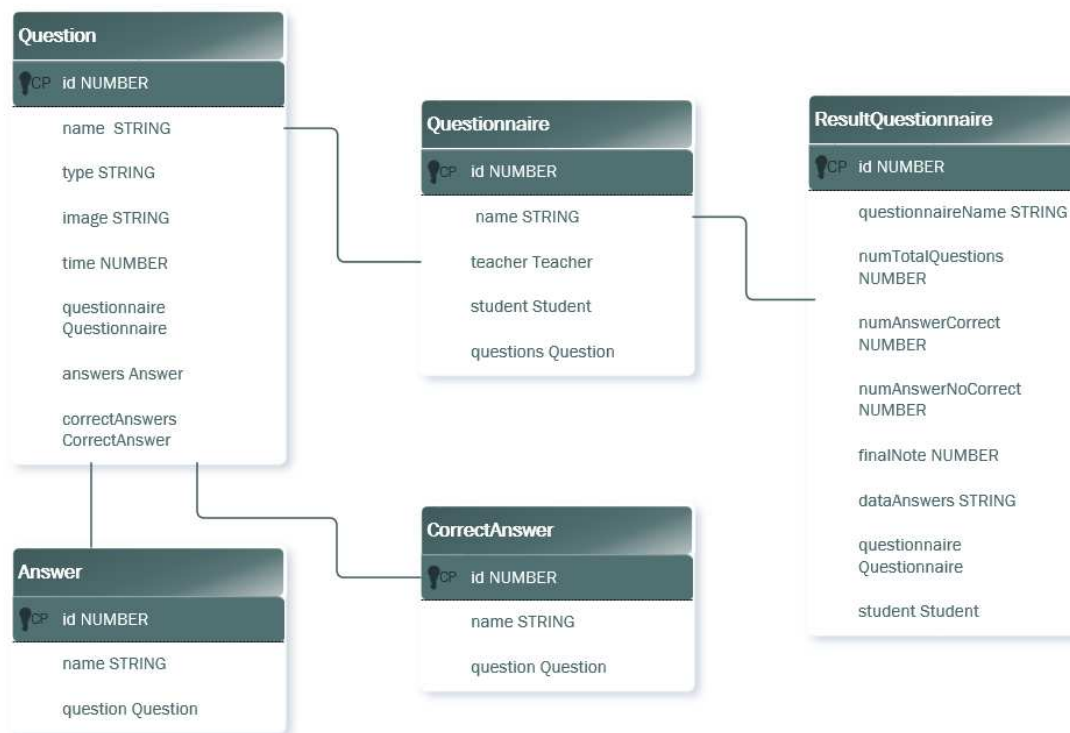 Question
CP id NUMBER
name STRING
type STRING
image STRING
time NUMBER
questionnaire
Questionnaire
answers Answer
correctAnswers
CorrectAnswer
Questionnaire
CP id NUMBER
name STRING
teacher Teacher
student Student
questions Question
ResultQuestionnaire
CP id NUMBER
questionnaireName STRING
numTotalQuestions
NUMBER
numAnswerCorrect
NUMBER
numAnswerNoCorrect
NUMBER
finalNote NUMBER
dataAnswers STRING
questionnaire
Questionnaire
student Student
Answer
CP id NUMBER
name STRING
question Question
CorrectAnswer
CP id NUMBER
name STRING
question Question